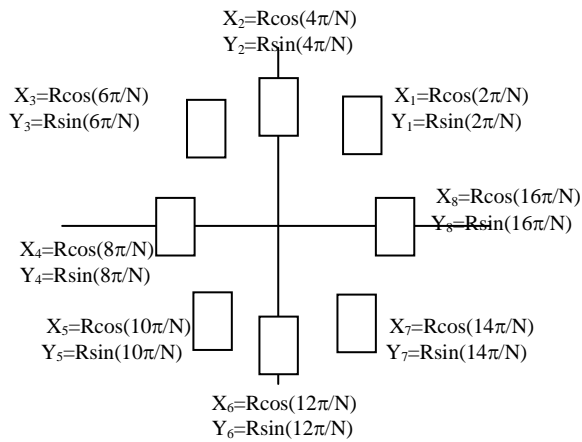 X₂=Rcos(4π/N)
Y₂=Rsin(4π/N)
X₃=Rcos(6π/N)
Y₃=Rsin(6π/N)
X₁=Rcos(2π/N)
Y₁=Rsin(2π/N)
X₈=Rcos(16π/N)
Y₈=Rsin(16π/N)
X₄=Rcos(8π/N)
Y₄=Rsin(8π/N)
X₅=Rcos(10π/N)
Y₅=Rsin(10π/N)
X₇=Rcos(14π/N)
Y₇=Rsin(14π/N)
X₆=Rcos(12π/N)
Y₆=Rsin(12π/N)